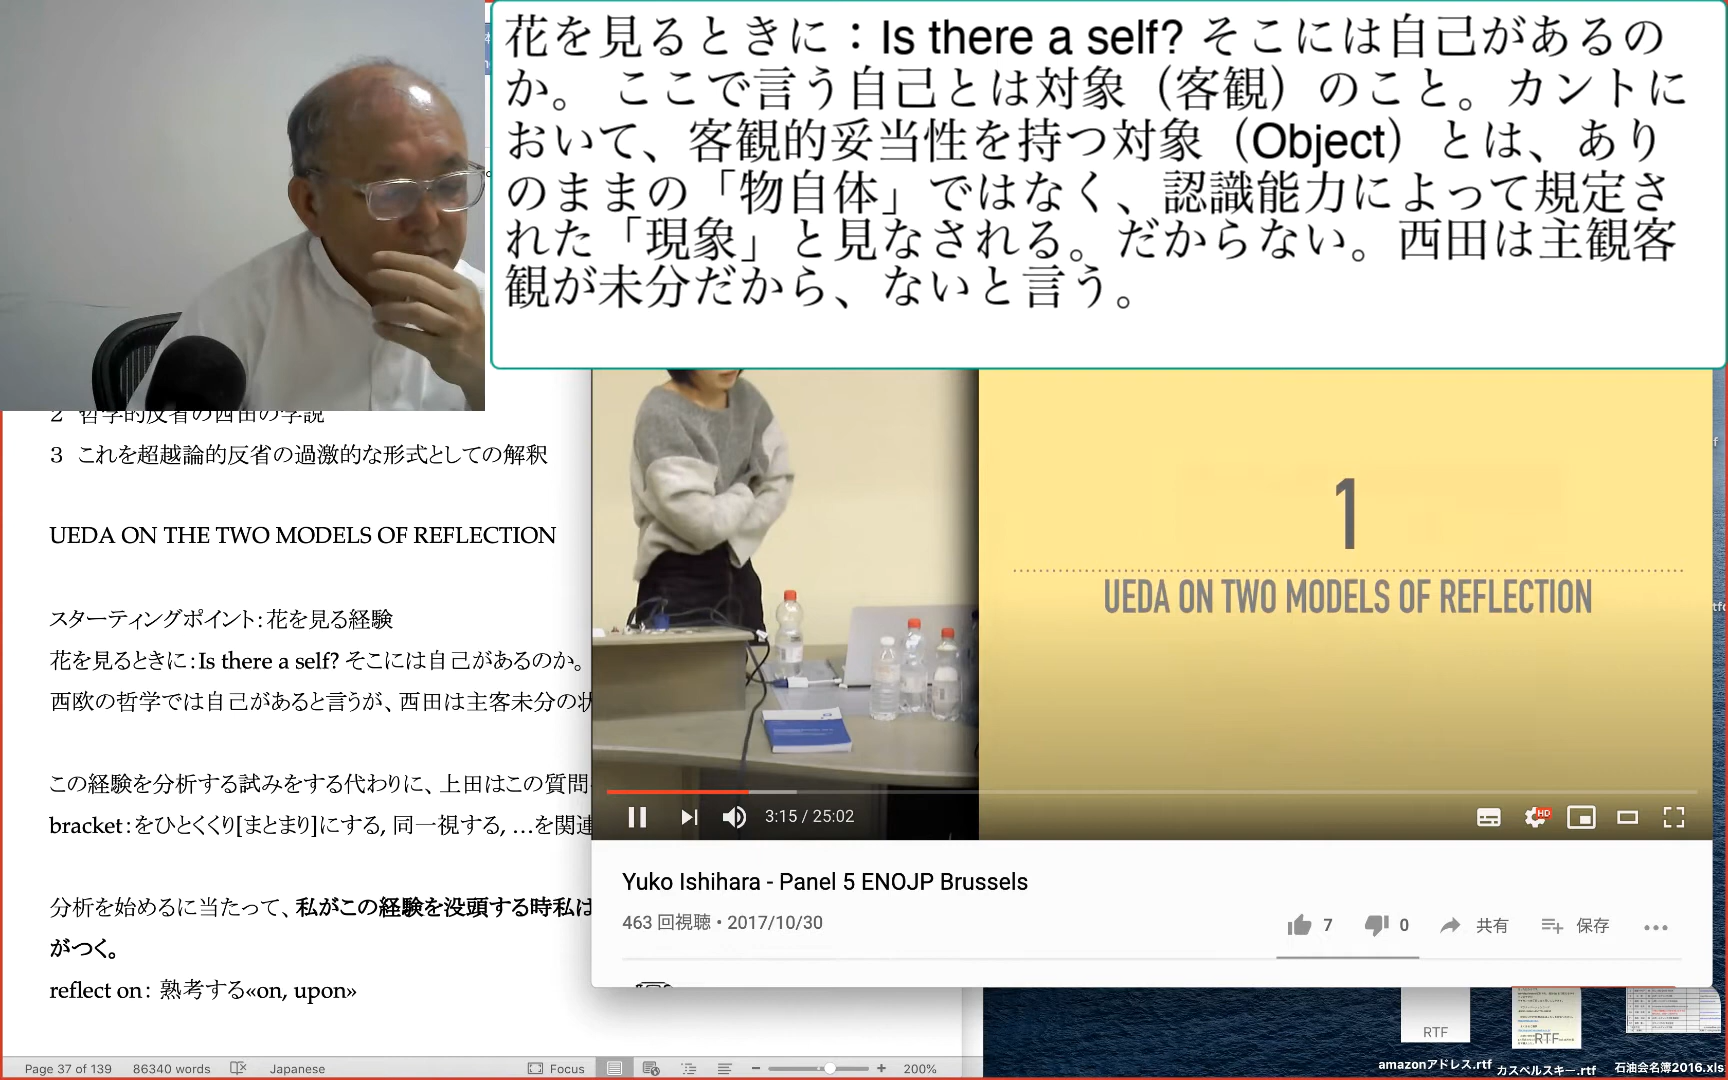 花を見るときに：Is there a self? そこには自己があるの
か。 ここで言う自己とは対象（客観）のこと。カントに
おいて、客観的妥当性を持つ対象（Object）とは、あり
のままの「物自体」ではなく、認識能力によって規定さ
れた「現象」と見なされる。だからない。西田は主観客
観が未分だから、ないと言う。
2 哲学的反省の西田の学説
3 これを超越論的反省の過激的な形式としての解釈
UEDA ON THE TWO MODELS OF REFLECTION
スターティングポイント：花を見る経験
花を見るときに：Is there a self? そこには自己があるのか。
西欧の哲学では自己があると言うが、西田は主客未分の状
この経験を分析する試みをする代わりに、上田はこの質問
bracket：をひとくくり[まとまり]にする, 同一視する, …を関連
分析を始めるに当たって、私がこの経験を没頭する時私は
がつく。
reflect on： 熟考する«on, upon»
1
UEDA ON TWO MODELS OF REFLECTION
3:15 / 25:02
HD
Yuko Ishihara - Panel 5 ENOJP Brussels
463 回視聴・2017/10/30
7
0
共有
保存
RTF
RTF
amazonアドレス.rtf
カスペルスキー.rtf
石油会名簿2016.xls
Page 37 of 139
86340 words
Japanese
Focus
200%